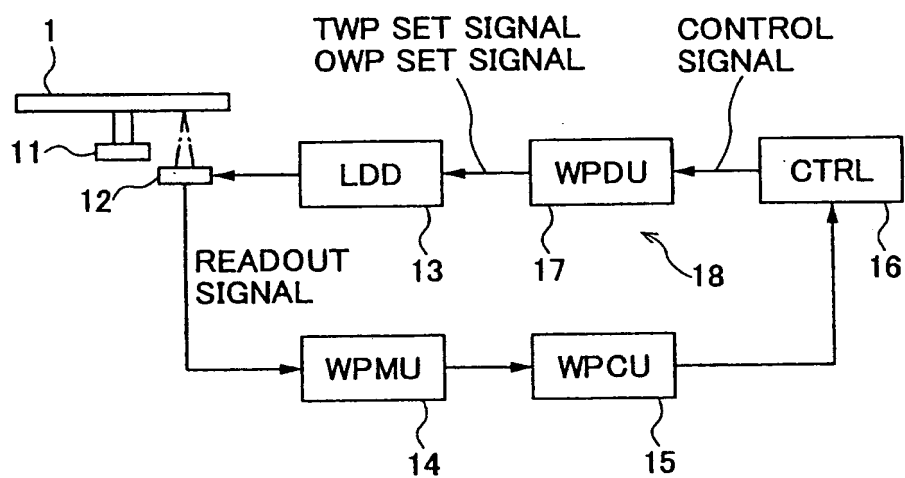 1
TWP SET SIGNAL
OWP SET SIGNAL
CONTROL
SIGNAL
11
12
LDD
WPDU
CTRL
13
17
18
16
READOUT
SIGNAL
WPMU
WPCU
14
15